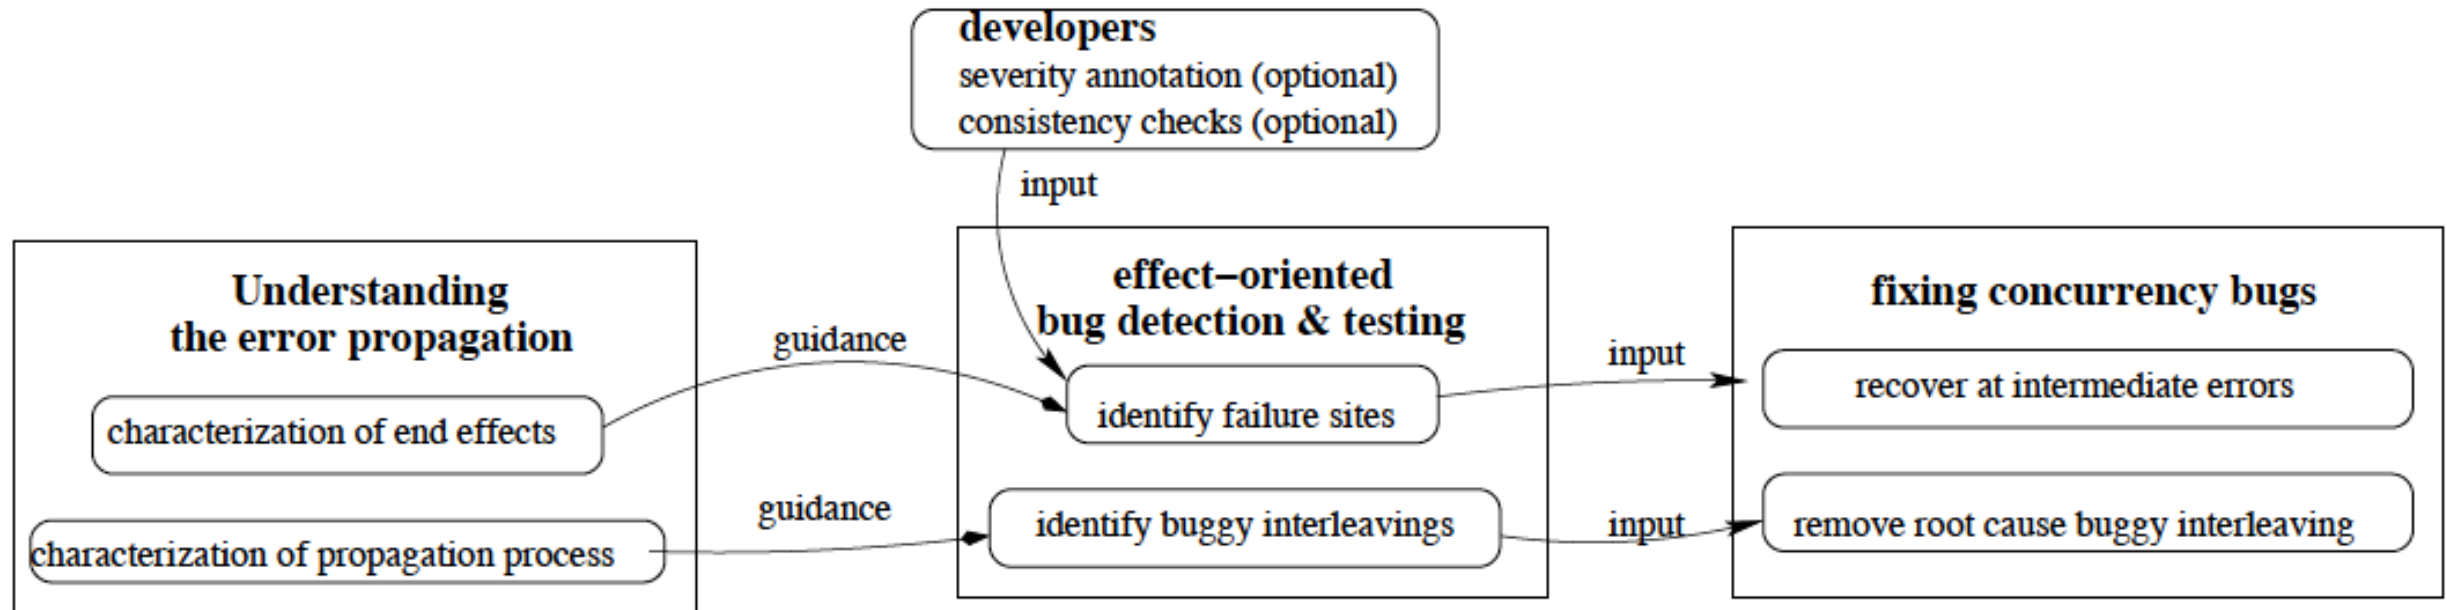 developers
severity annotation (optional)
consistency checks (optional)
input
Understanding
the error propagation
characterization of end effects
characterization of propagation process
guidance
guidance
effect–oriented
bug detection & testing
identify failure sites
identify buggy interleavings
input
input
fixing concurrency bugs
recover at intermediate errors
remove root cause buggy interleaving